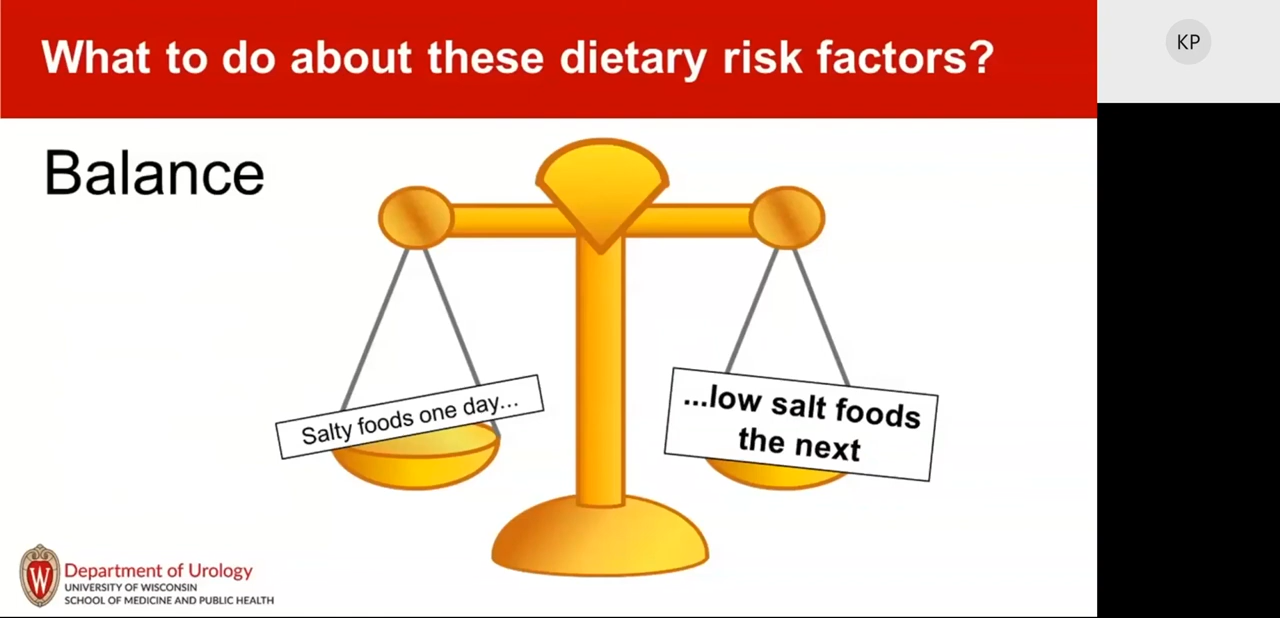 What to do about these dietary risk factors?
KP
Balance
Salty foods one day...
...low salt foods
the next
W
Department of Urology
UNIVERSITY OF WISCONSIN
SCHOOL OF MEDICINE AND PUBLIC HEALTH